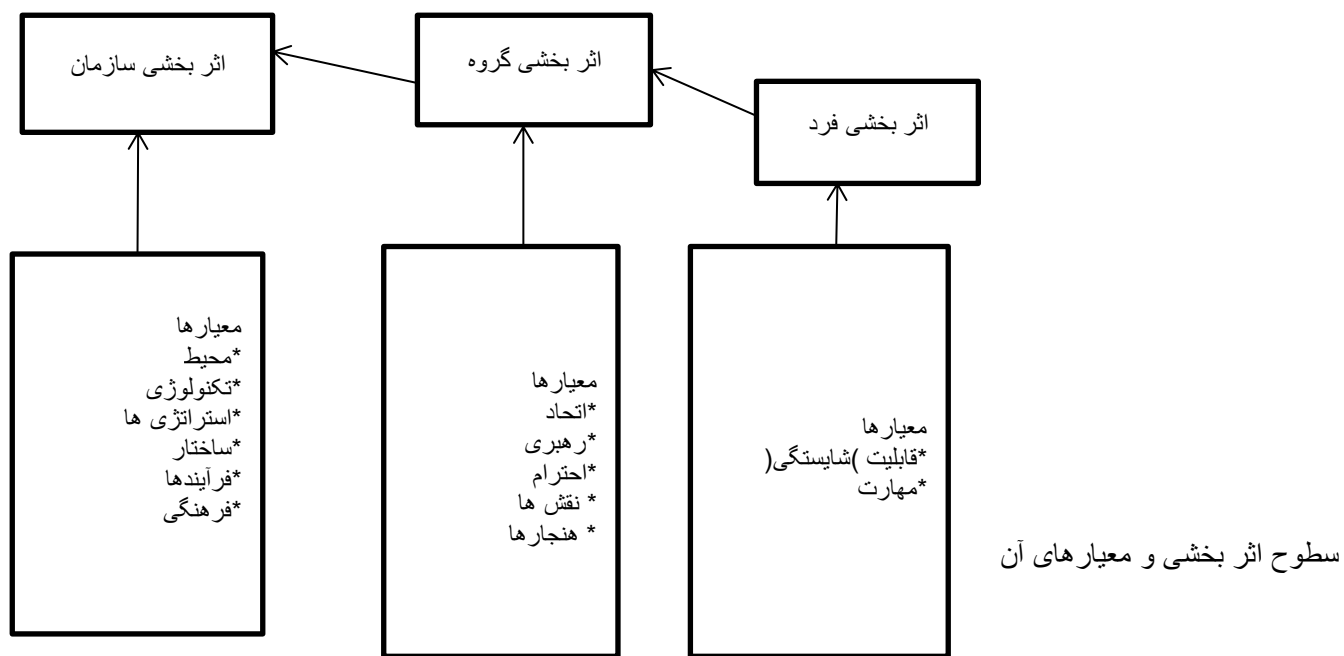 اثر بخشی فرد
اثر بخشی گروه
اثر بخشی سازمان
معیارها
*قابلیت )شایستگی(
*مهارت
معیارها
*اتحاد
*رهبری
*احترام
* نقش ها
* هنجارها
معیارها
*محیط
*تکنولوژی
*استراتژی ها
*ساختار
*فرآیندها
*فرهنگی
سطوح اثر بخشی و معیارهای آن